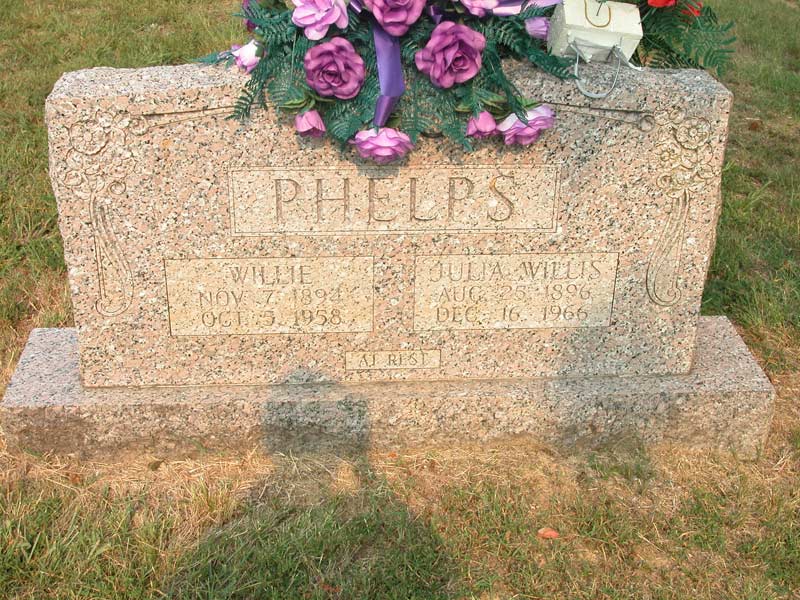 PHELPS
WILLIE
NOV. 7, 1894
OCT. 5, 1958
JULIA WILLIS
AUG. 25, 1896
DEC. 16, 1966
AT REST